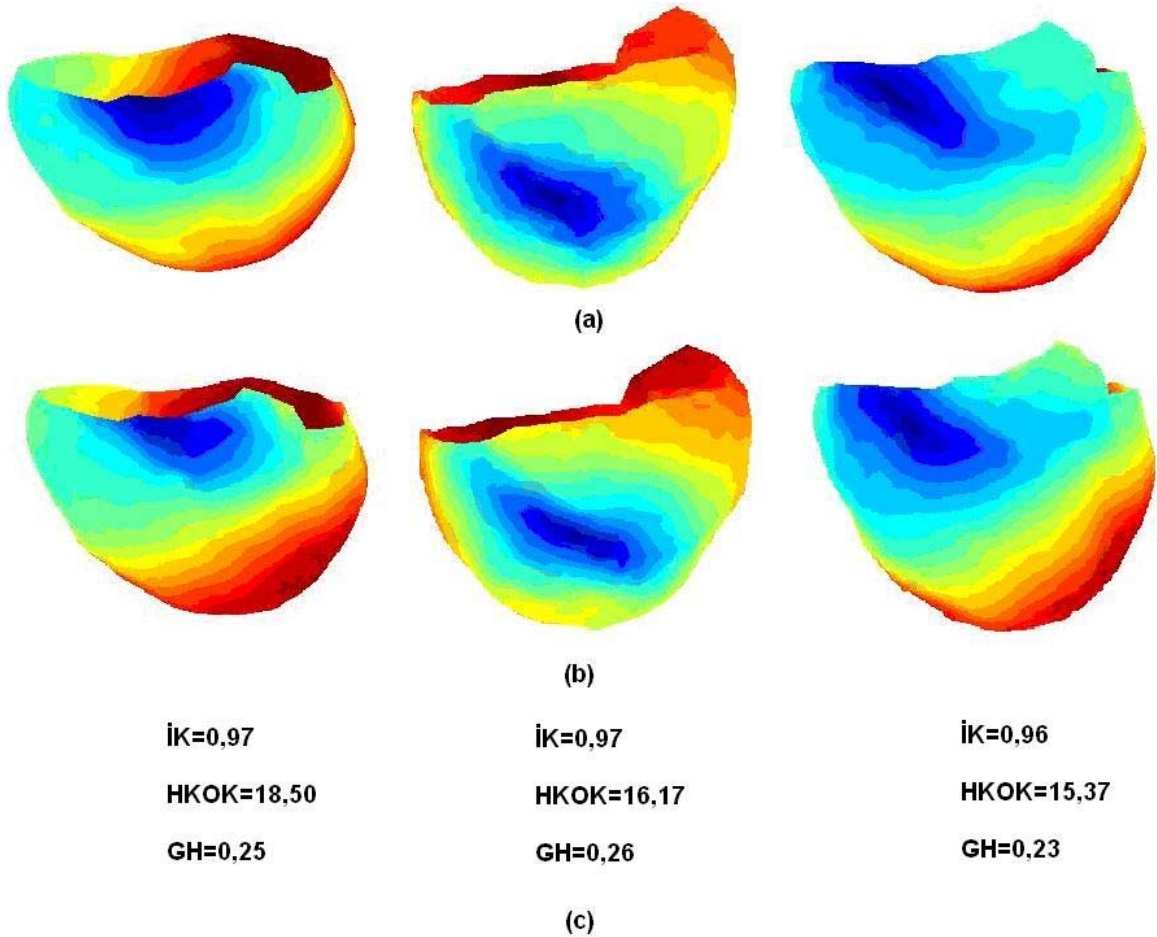 (a)
(b)
İK=0,97
İK=0,97
İK=0,96
HKOK=18,50
HKOK=16,17
HKOK=15,37
GH=0,25
GH=0,26
GH=0,23
(c)